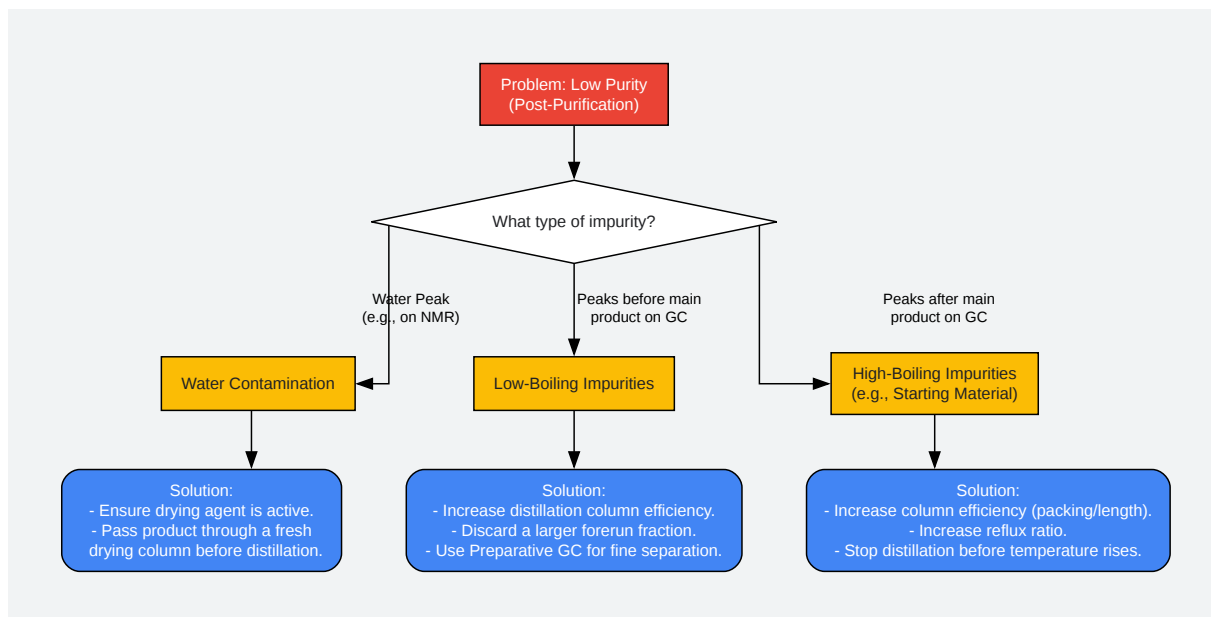 Problem: Low Purity
(Post-Purification)
What type of impurity?
Water Peak
(e.g., on NMR)
Peaks before main
product on GC
Peaks after main
product on GC
Water Contamination
Low-Boiling Impurities
High-Boiling Impurities
(e.g., Starting Material)
Solution:
- Ensure drying agent is active.
- Pass product through a fresh
drying column before distillation.
Solution:
- Increase distillation column efficiency.
- Discard a larger forerun fraction.
- Use Preparative GC for fine separation.
Solution:
- Increase column efficiency (packing/length).
- Increase reflux ratio.
- Stop distillation before temperature rises.